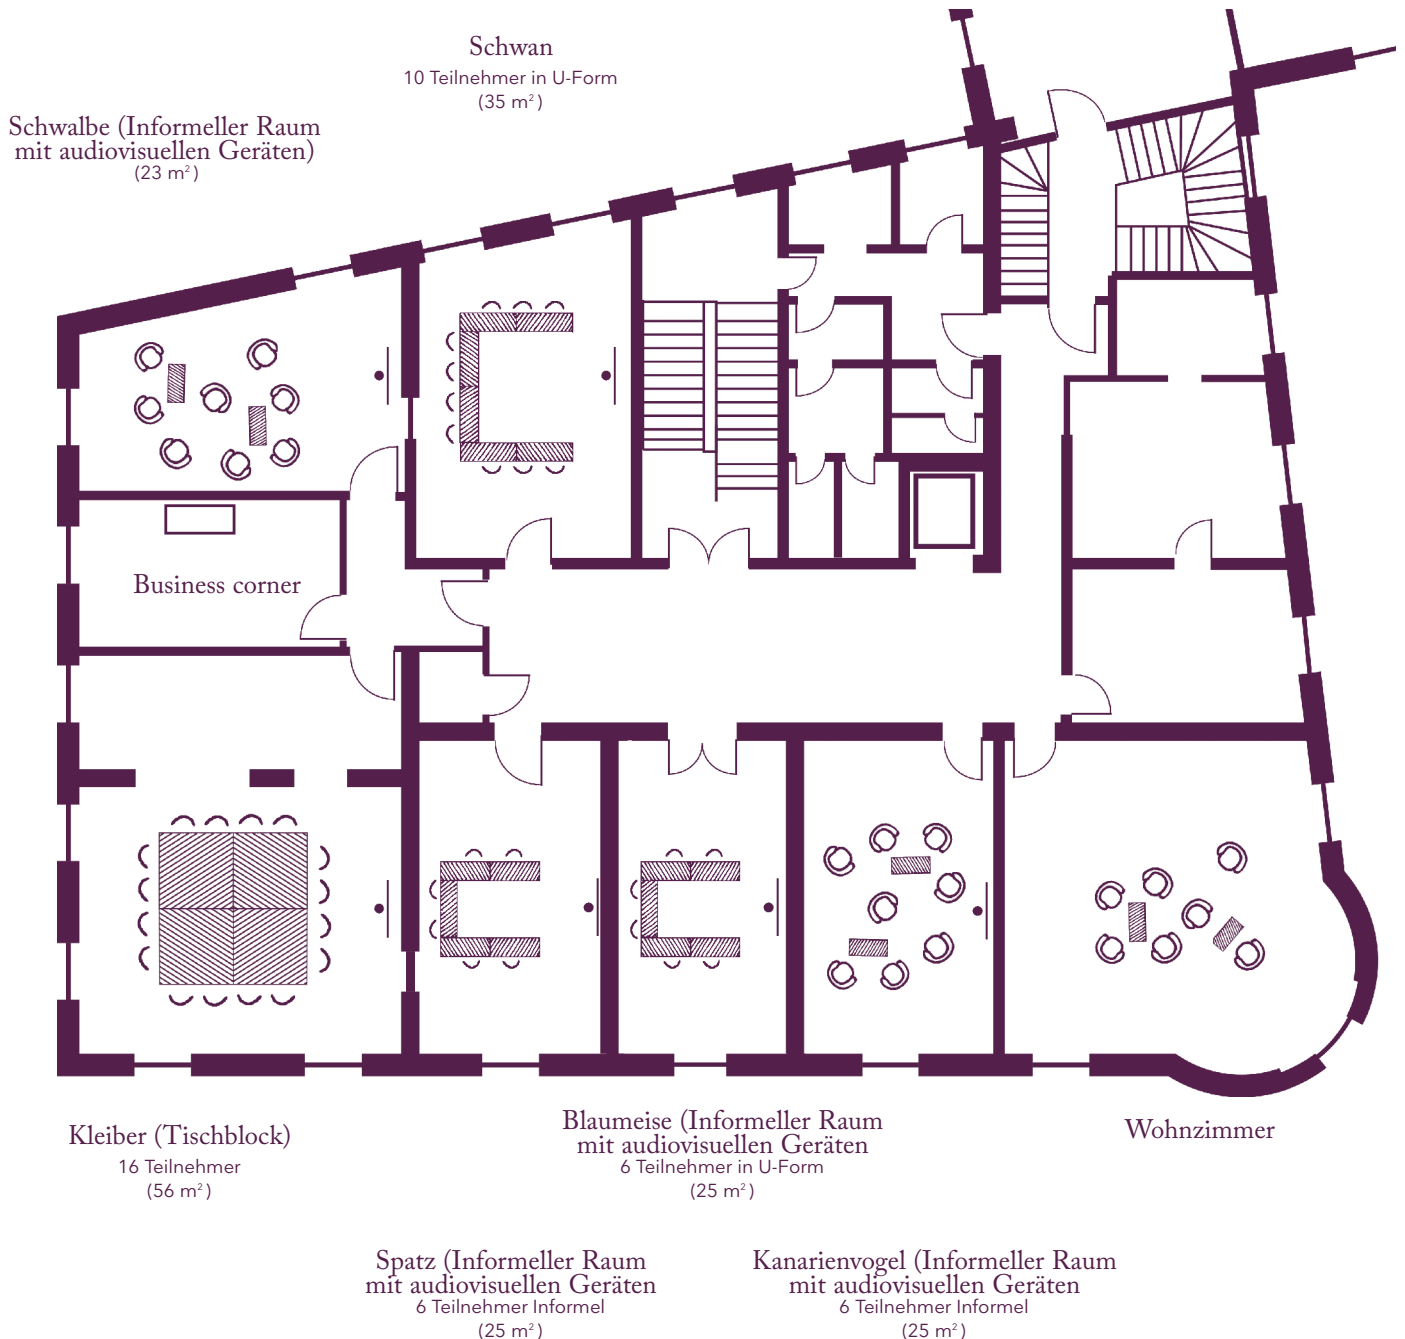 Schwan
10 Teilnehmer in U-Form
(35 m²)
Schwalbe (Informeller Raum
mit audiovisuellen Geräten)
(23 m²)
Business corner
Kleiber (Tischblock)
16 Teilnehmer
(56 m²)
Blaumeise (Informeller Raum
mit audiovisuellen Geräten
6 Teilnehmer in U-Form
(25 m²)
Wohnzimmer
Spatz (Informeller Raum
mit audiovisuellen Geräten
6 Teilnehmer Informel
(25 m²)
Kanarienvogel (Informeller Raum
mit audiovisuellen Geräten
6 Teilnehmer Informel
(25 m²)